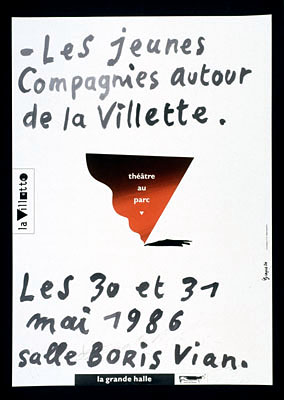 - Les jeunes
Compagnies autour
de la Villette.
théâtre
au
parc
la Villette
Les 30 et 31
mai 1986
salle BORIS Vian.
la grande halle